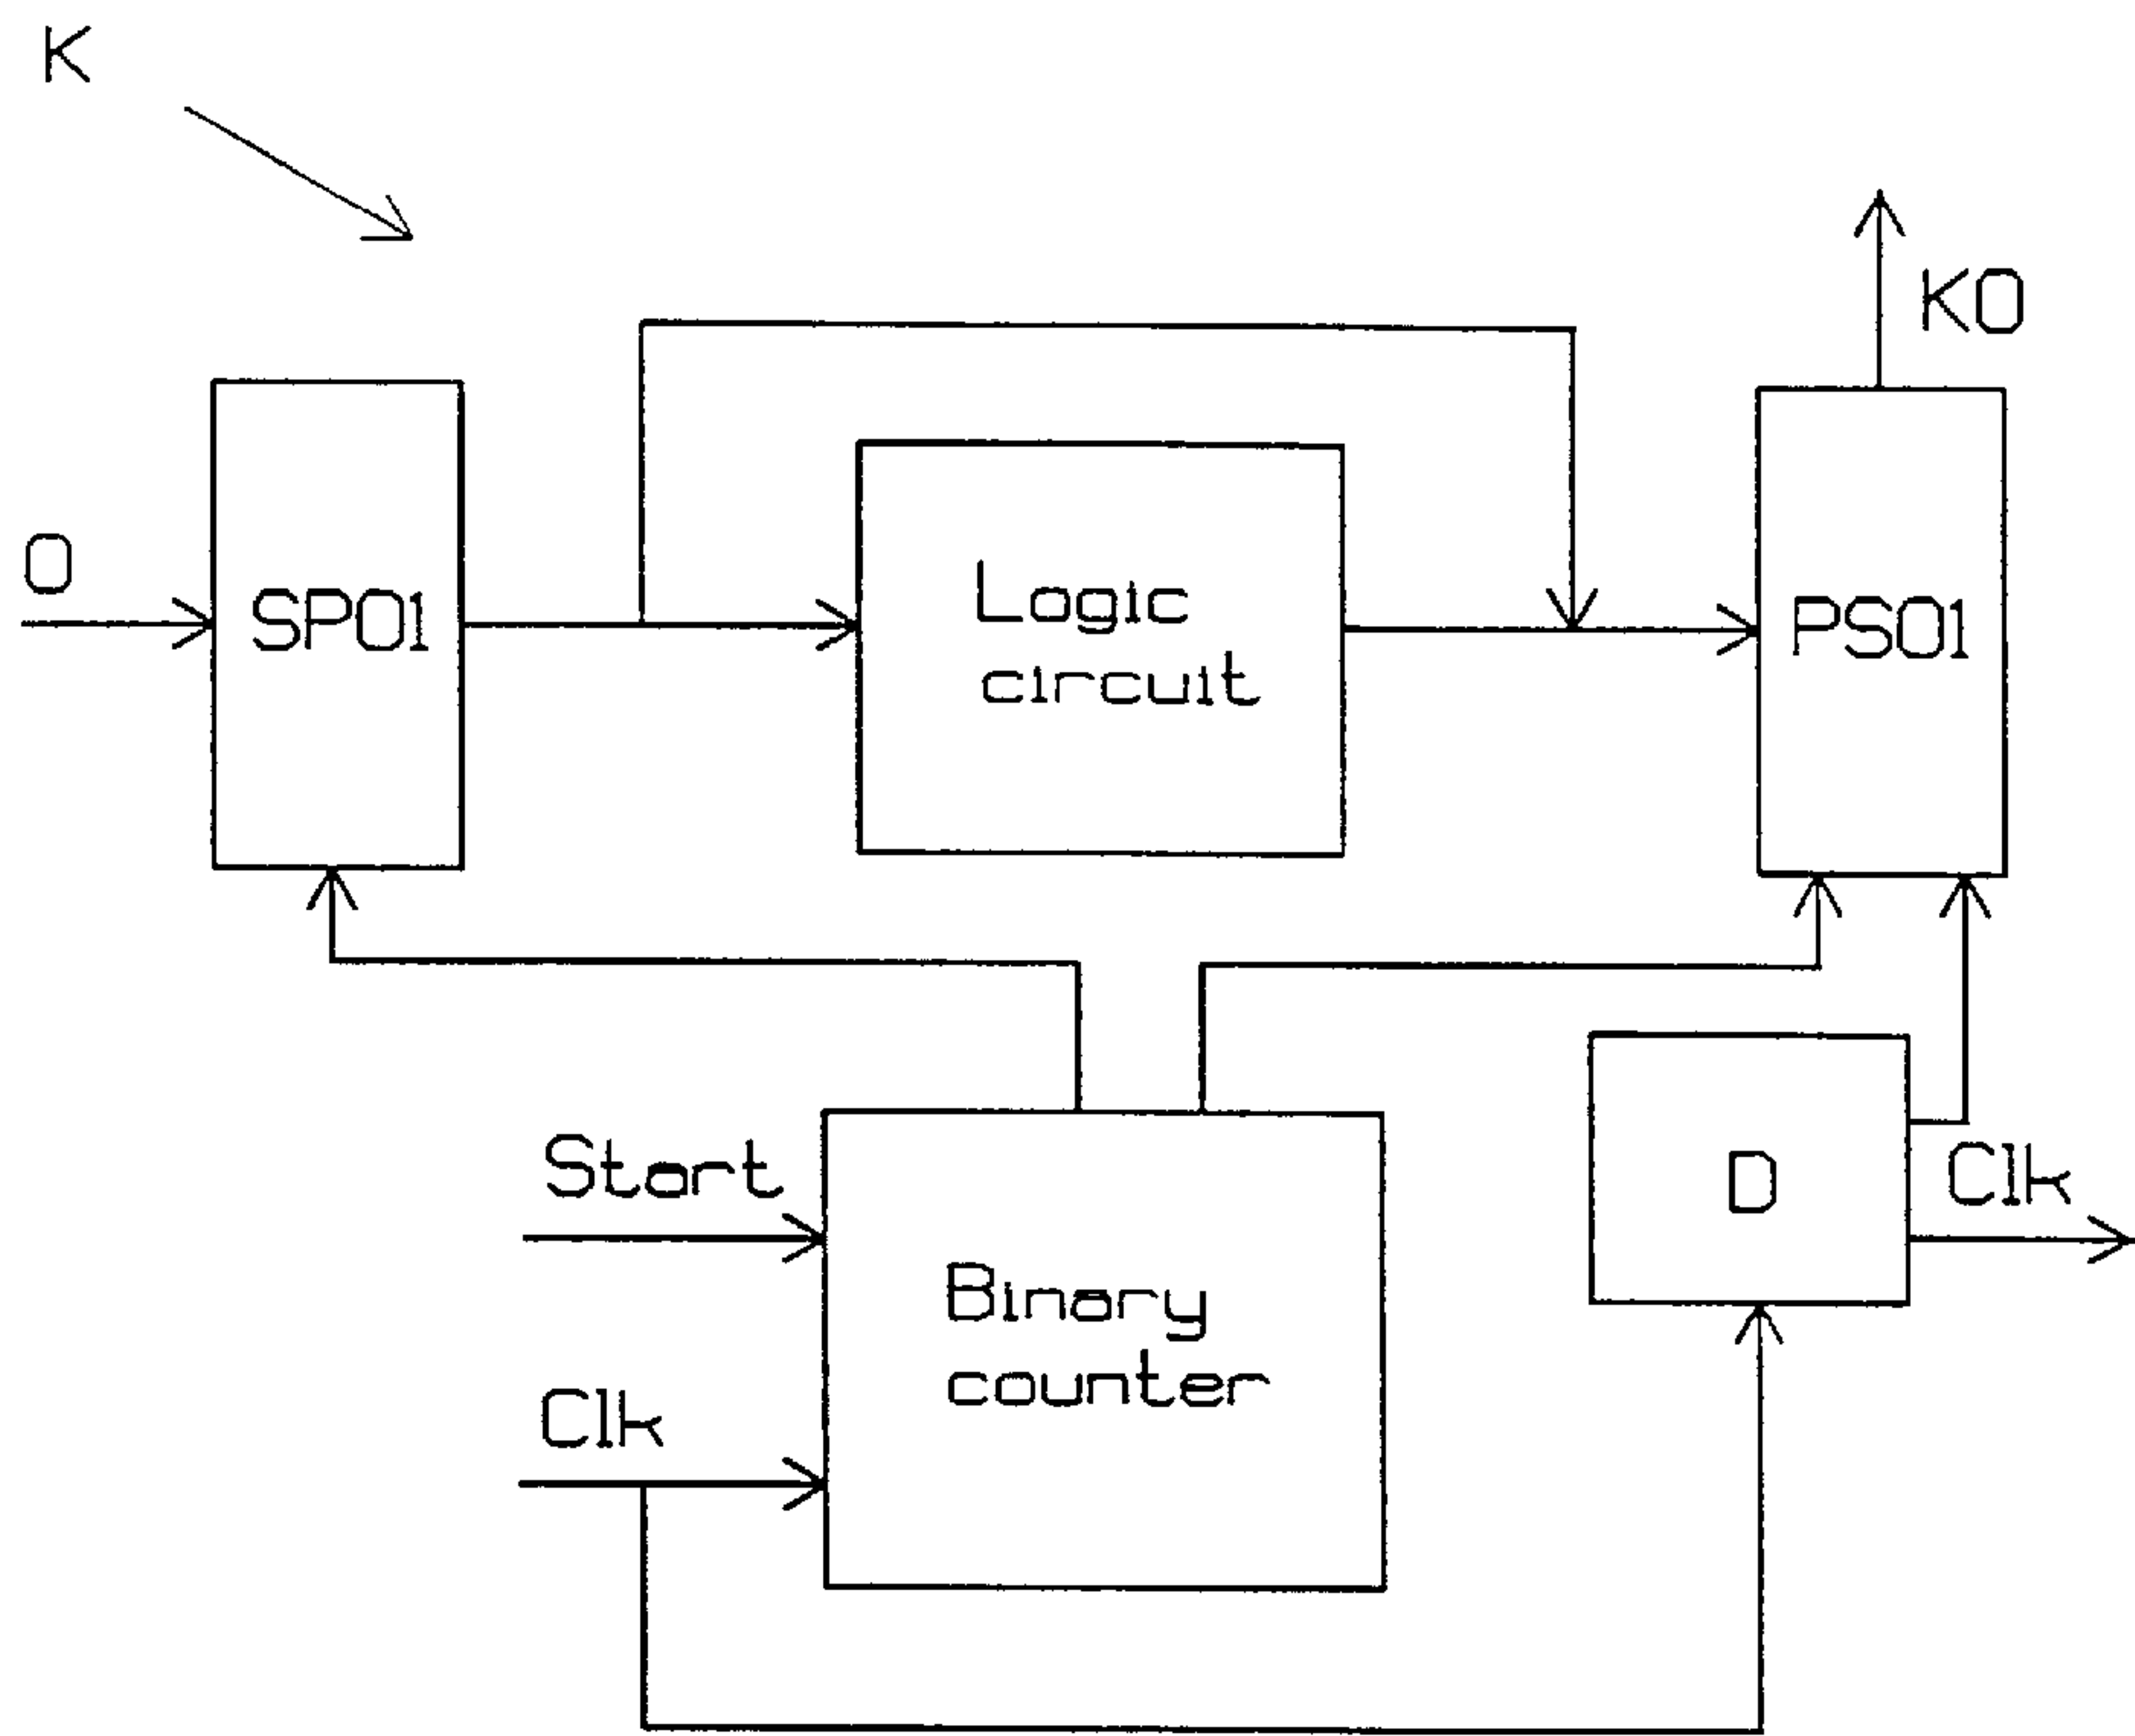 K
KO
O
SPO1
Logic
circuit
PSO1
Start
D
Clk
Binary
counter
Clk